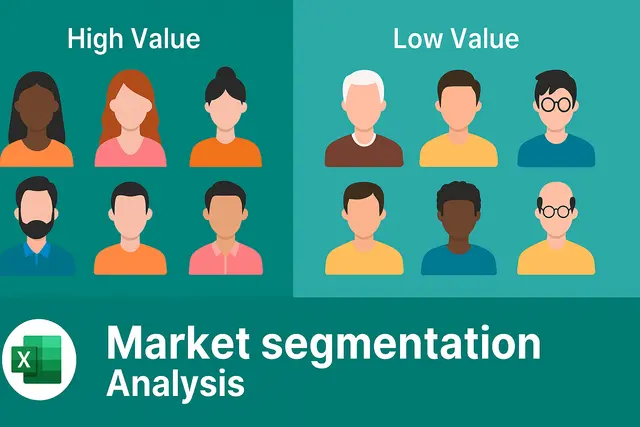 High Value
Low Value
X
Market segmentation
Analysis